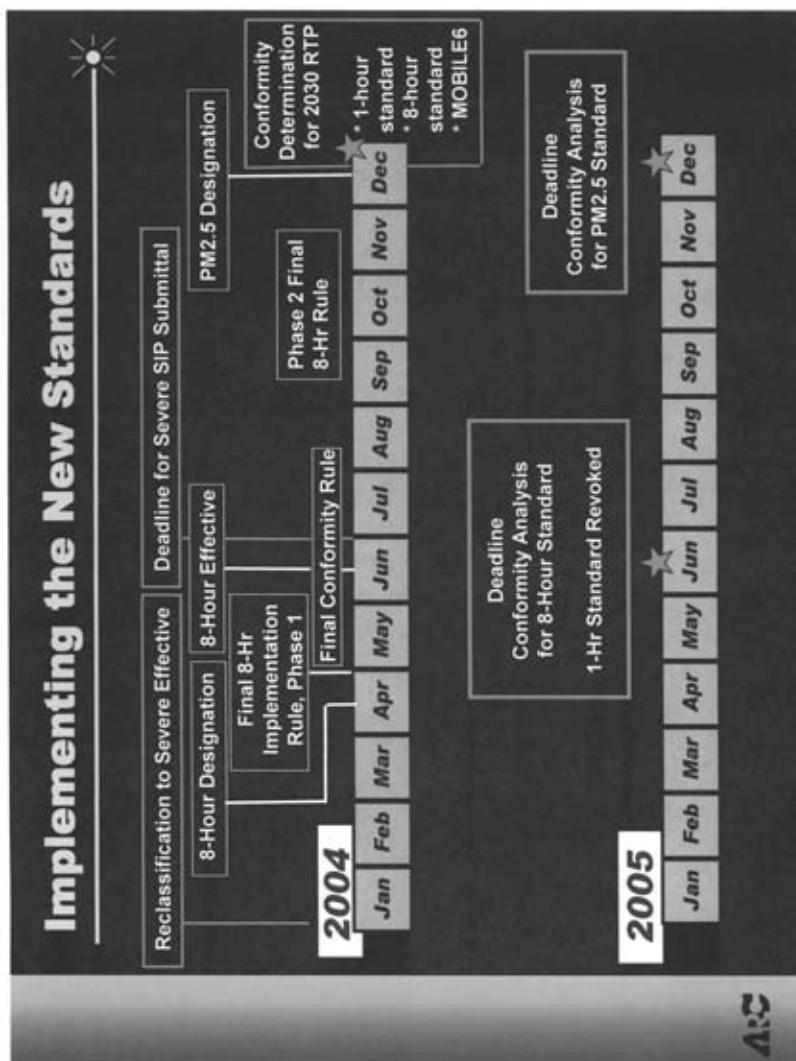 Implementing the New Standards
Reclassification to Severe Effective
Deadline for Severe SIP Submittal
8-Hour Designation
8-Hour Effective
PM2.5 Designation
Final 8-Hr
Implementation
Rule, Phase 1
Final Conformity Rule
Phase 2 Final
8-Hr Rule
Conformity
Determination
for 2030 RTP
* 1-hour
standard
* 8-hour
standard
* MOBILE6
2004
Jan Feb Mar Apr May Jun Jul Aug Sep Oct Nov Dec
Deadline
Conformity Analysis
for 8-Hour Standard
1-Hr Standard Revoked
Deadline
Conformity Analysis
for PM2.5 Standard
2005
Jan Feb Mar Apr May Jun Jul Aug Sep Oct Nov Dec
ARC